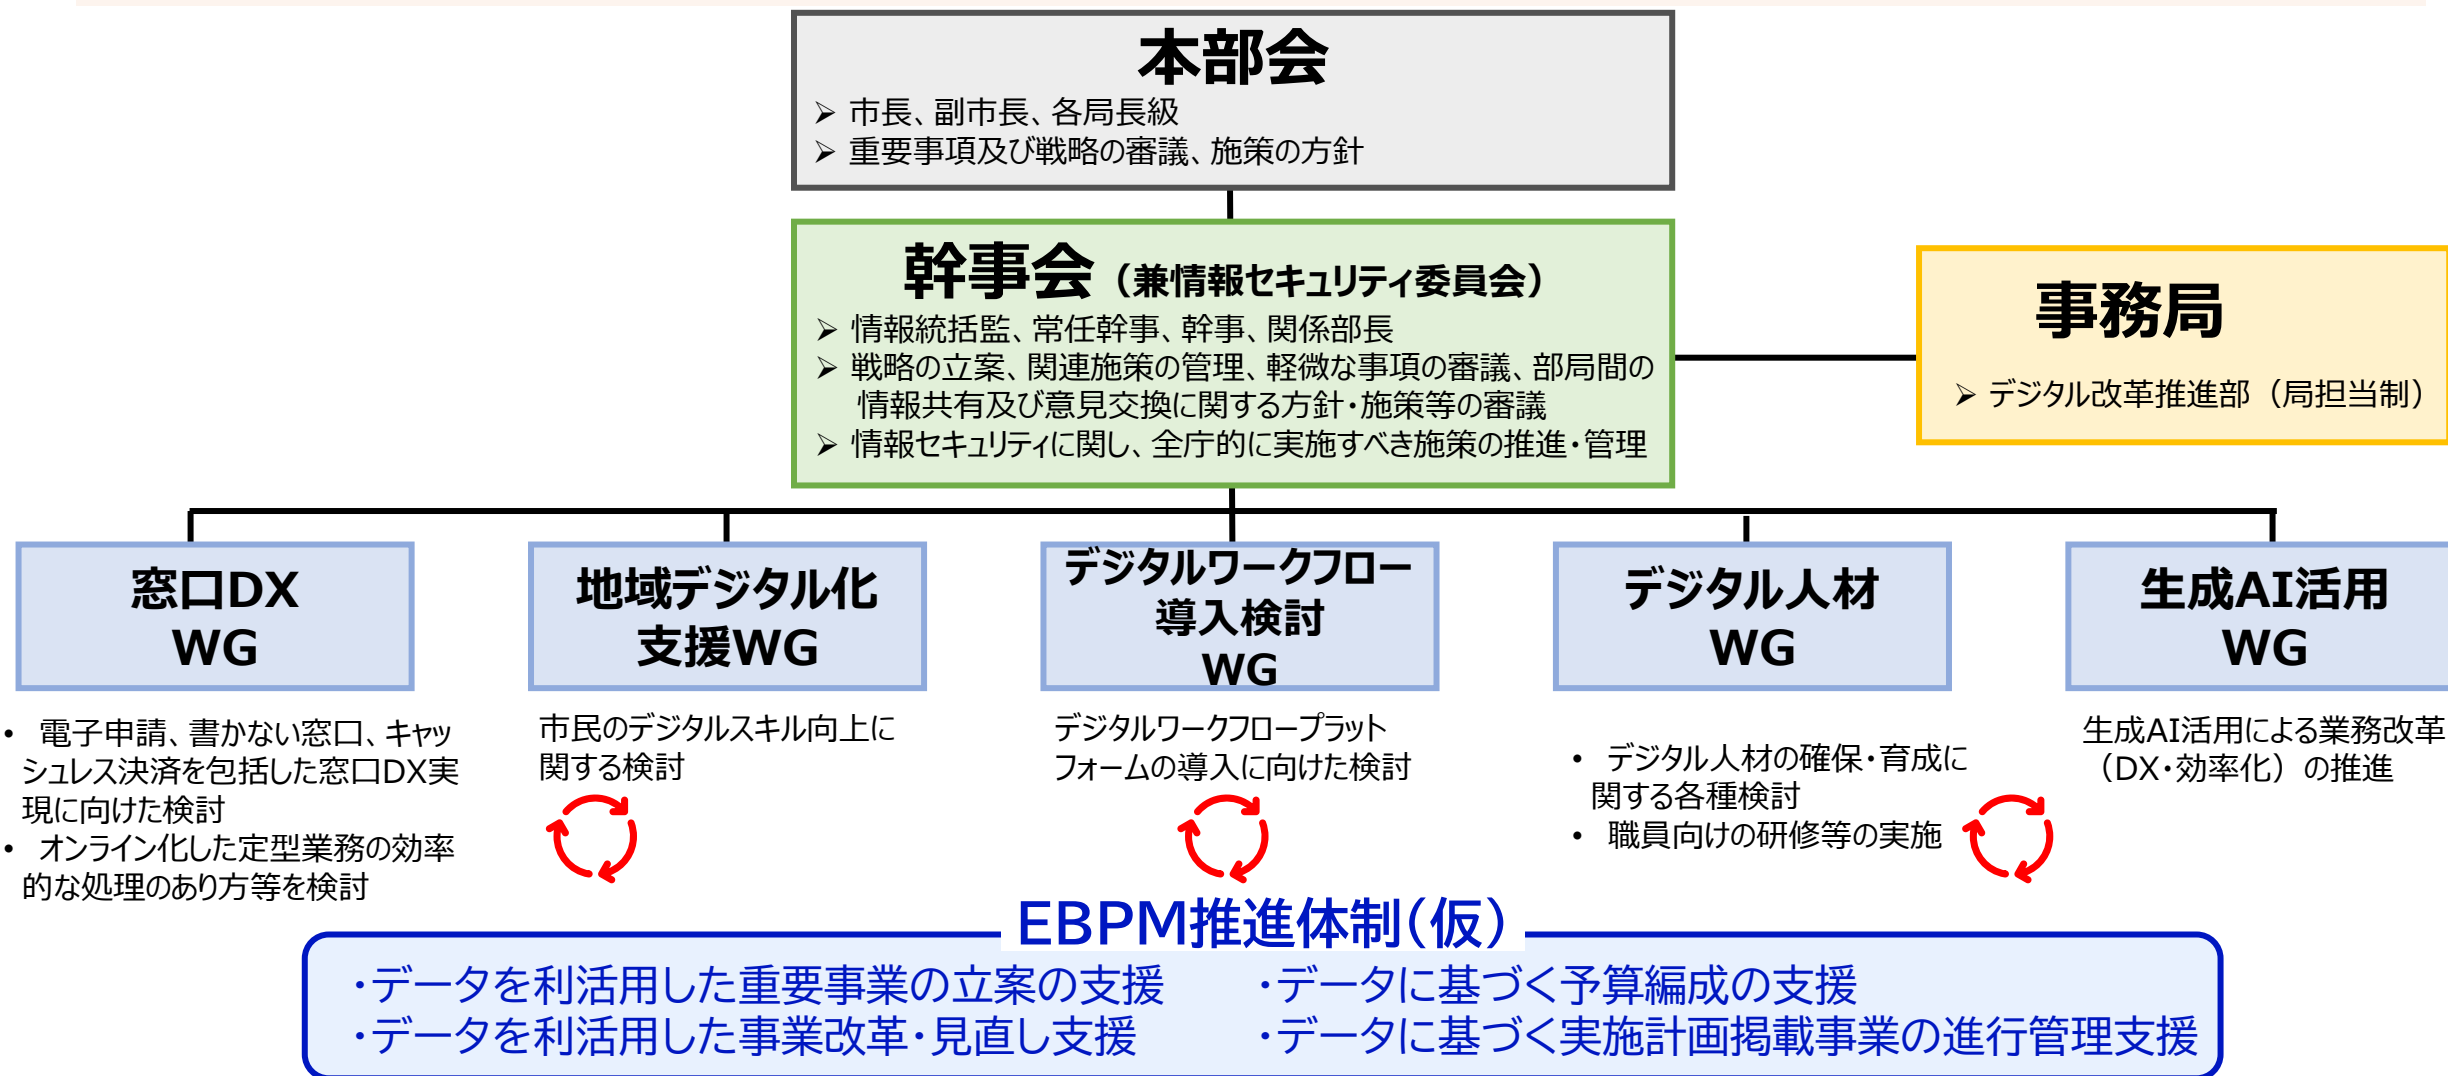 本部会
➢ 市長、副市長、各局長級
➢ 重要事項及び戦略の審議、施策の方針
幹事会（兼情報セキュリティ委員会）
➢ 情報統括監、常任幹事、幹事、関係部長
➢ 戦略の立案、関連施策の管理、軽微な事項の審議、部局間の
情報共有及び意見交換に関する方針・施策等の審議
➢ 情報セキュリティに関し、全庁的に実施すべき施策の推進・管理
事務局
➢ デジタル改革推進部（局担当制）
窓口DX
WG
• 電子申請、書かない窓口、キャッ
シュレス決済を包括した窓口DX実
現に向けた検討
• オンライン化した定型業務の効率
的な処理のあり方等を検討
地域デジタル化
支援WG
市民のデジタルスキル向上に
関する検討
デジタルワークフロー
導入検討
WG
デジタルワークフロープラット
フォームの導入に向けた検討
デジタル人材
WG
• デジタル人材の確保・育成に
関する各種検討
• 職員向けの研修等の実施
生成AI活用
WG
生成AI活用による業務改革
（DX・効率化）の推進
EBPM推進体制（仮）
・データを利活用した重要事業の立案の支援
・データを利活用した事業改革・見直し支援
・データに基づく予算編成の支援
・データに基づく実施計画掲載事業の進行管理支援